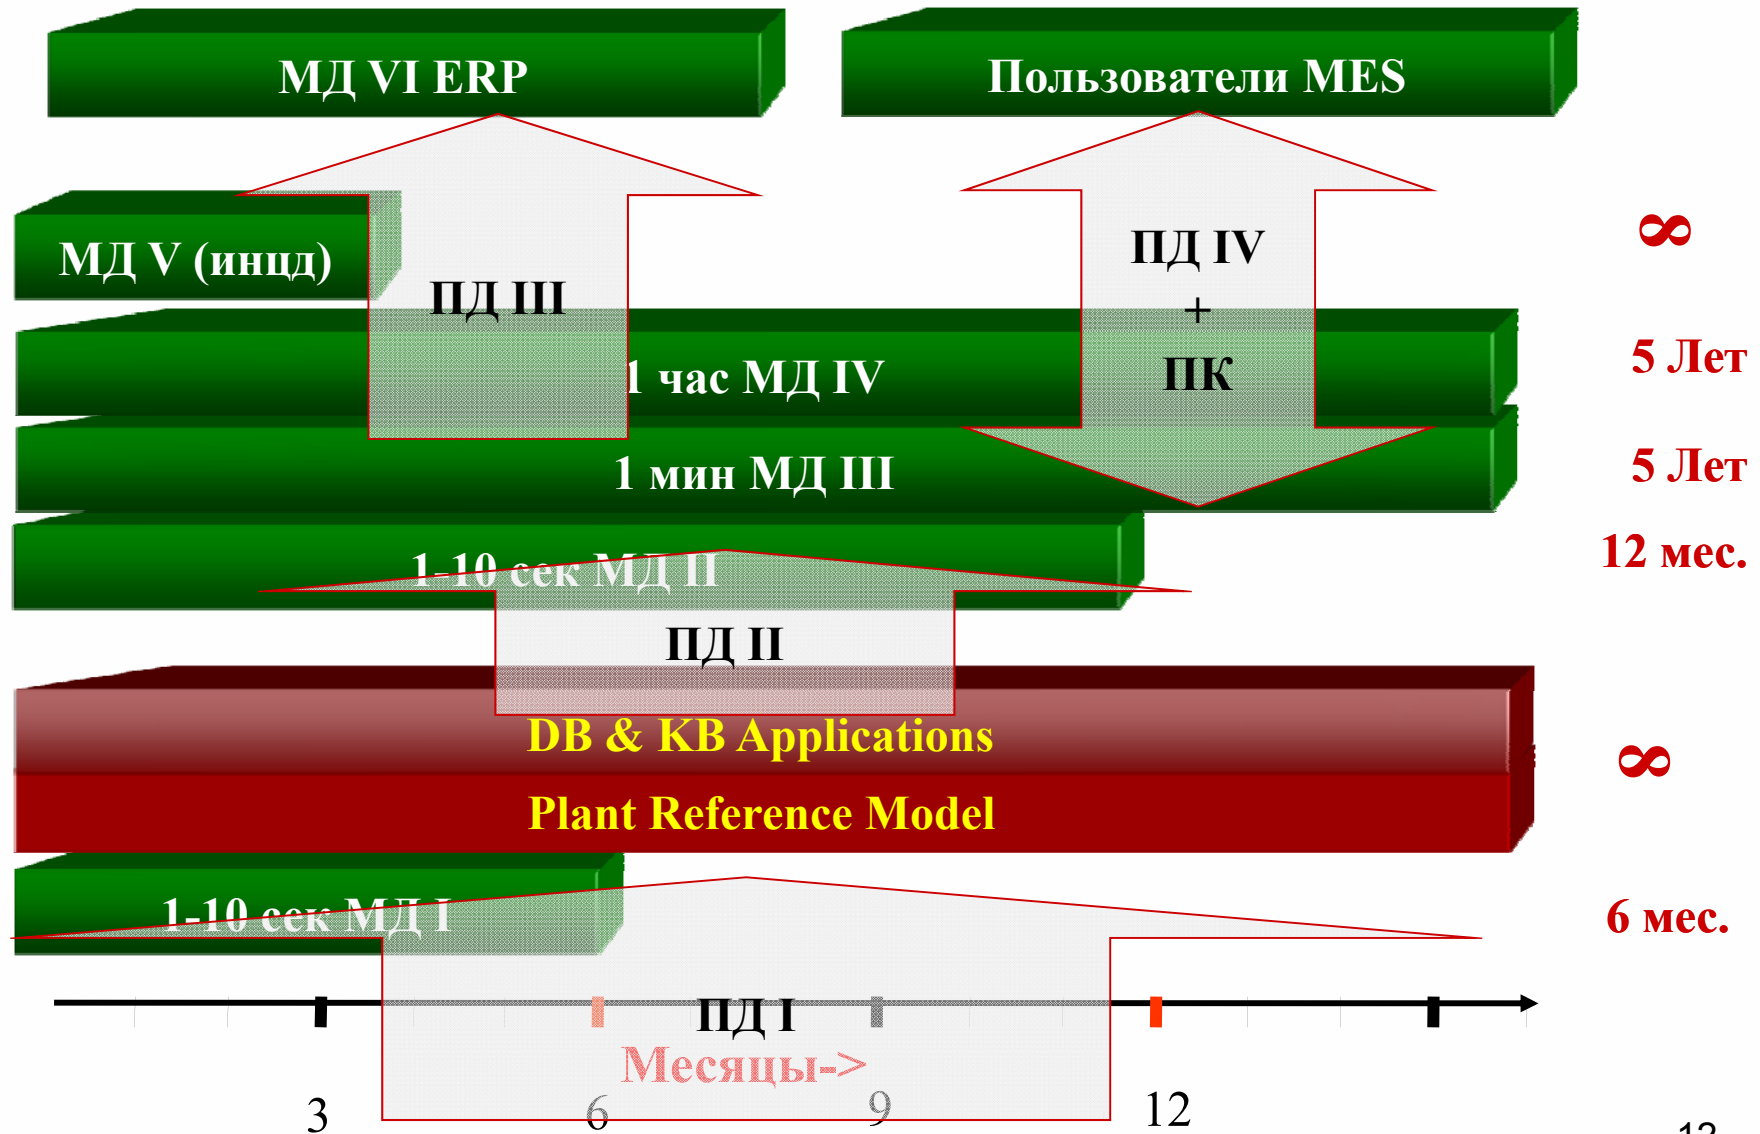 МД VI ERP
Пользователи MES
МД V (инцд)
ПД III
ПД IV
+
ПК
∞
1 час МД IV
5 Лет
1 мин МД III
5 Лет
1-10 сек МД II
12 мес.
ПД II
DB & KB Applications
∞
Plant Reference Model
1-10 сек МД I
6 мес.
ПД I
Месяцы->
3
6
9
12